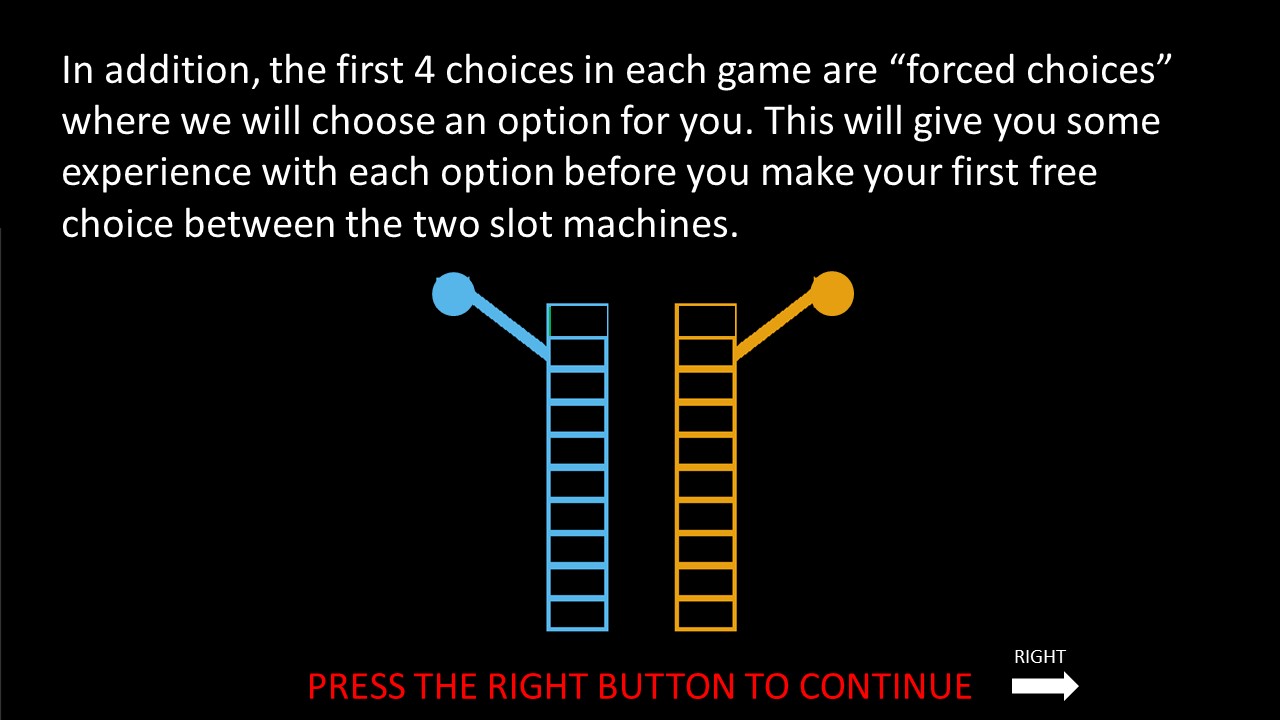 In addition, the first 4 choices in each game are “forced choices”
where we will choose an option for you. This will give you some
experience with each option before you make your first free
choice between the two slot machines.
RIGHT
PRESS THE RIGHT BUTTON TO CONTINUE